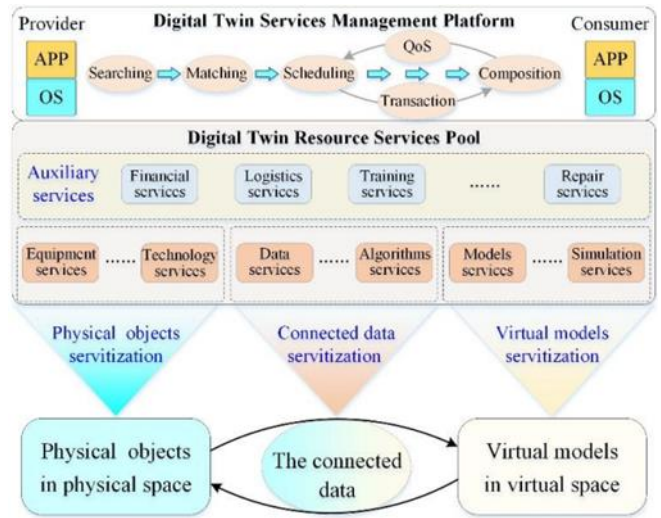 Digital Twin Services Management Platform
Provider
Consumer
APP
OS
Searching
Matching
Scheduling
QoS
Transaction
Composition
APP
OS
Digital Twin Resource Services Pool
Auxiliary
services
Financial
services
Logistics
services
Training
services
......
Repair
services
Equipment
services
......
Technology
services
Data
services
......
Algorithms
services
Models
services
......
Simulation
services
Physical objects
servitization
Connected data
servitization
Virtual models
servitization
Physical objects
in physical space
The connected
data
Virtual models
in virtual space